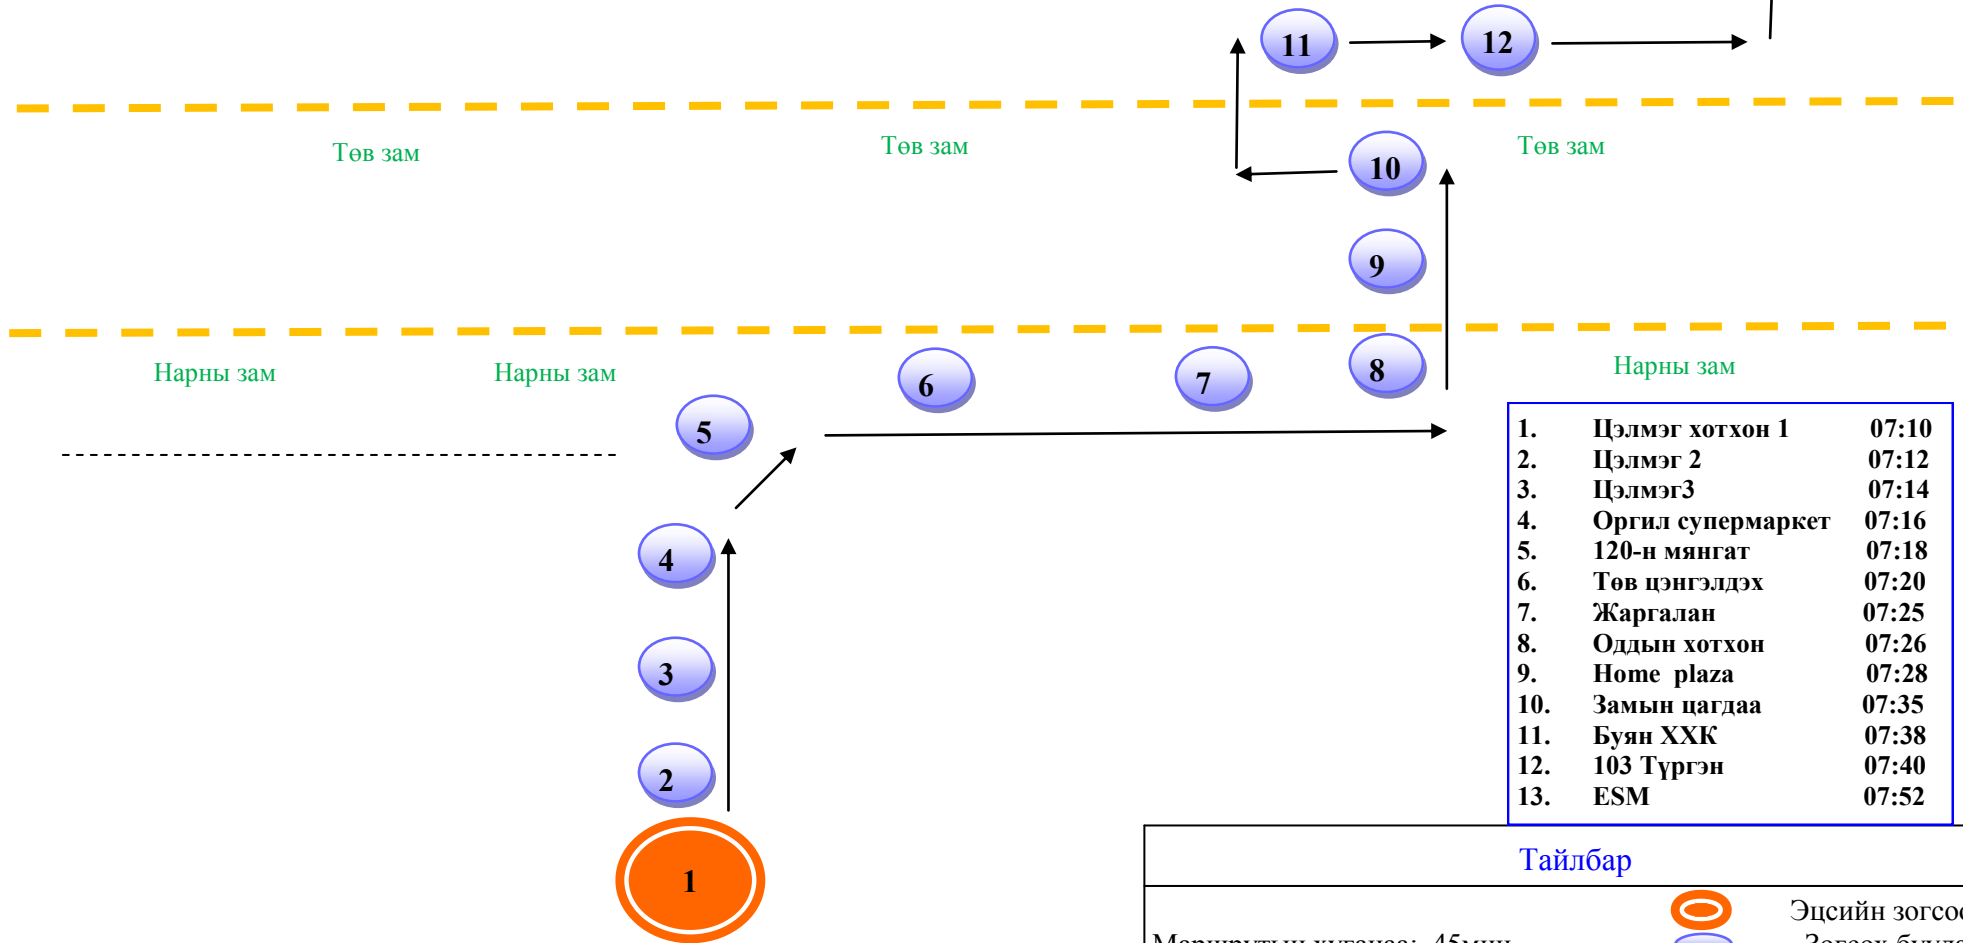 11
12
Төв зам
Төв зам
Төв зам
10
9
Нарны зам
Нарны зам
6
7
8
Нарны зам
5
4
3
2
1
1. Цэлмэг хотхон 1 07:10
2. Цэлмэг 2 07:12
3. Цэлмэг3 07:14
4. Оргил супермаркет 07:16
5. 120-н мянгат 07:18
6. Төв цэнгэлдэх 07:20
7. Жаргалан 07:25
8. Оддын хотхон 07:26
9. Home plaza 07:28
10. Замын цагдаа 07:35
11. Буян ХХК 07:38
12. 103 Түргэн 07:40
13. ESM 07:52
Тайлбар
Эцсийн